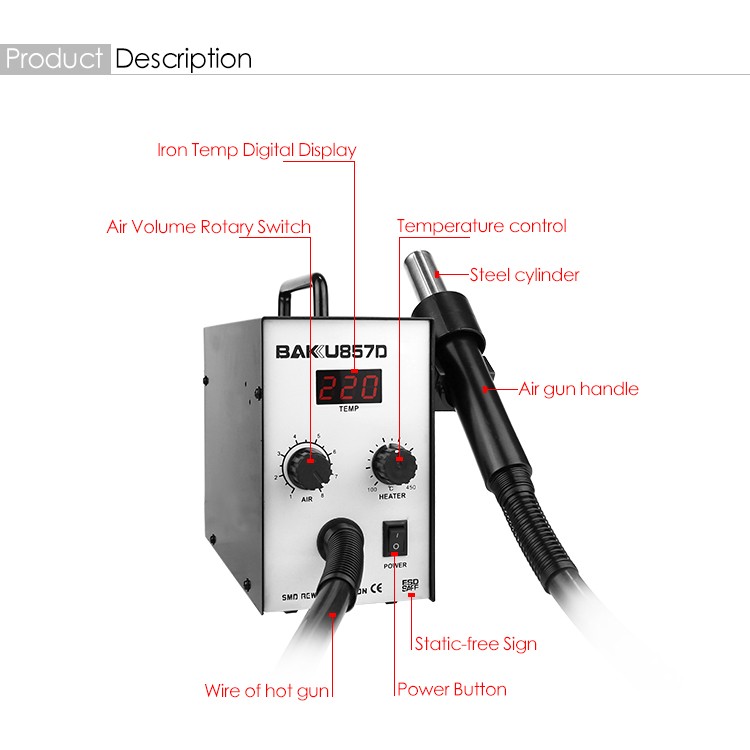 Product Description
Iron Temp Digital Display
Air Volume Rotary Switch
Temperature control
Steel cylinder
BAKU857D
220
TEMP
Air gun handle
1 2 3 4 5 6 7 8
AIR
100 °C 450
HEATER
I
O
POWER
SMD REW ON CE
ESD SAFE
Static-free Sign
Wire of hot gun
Power Button